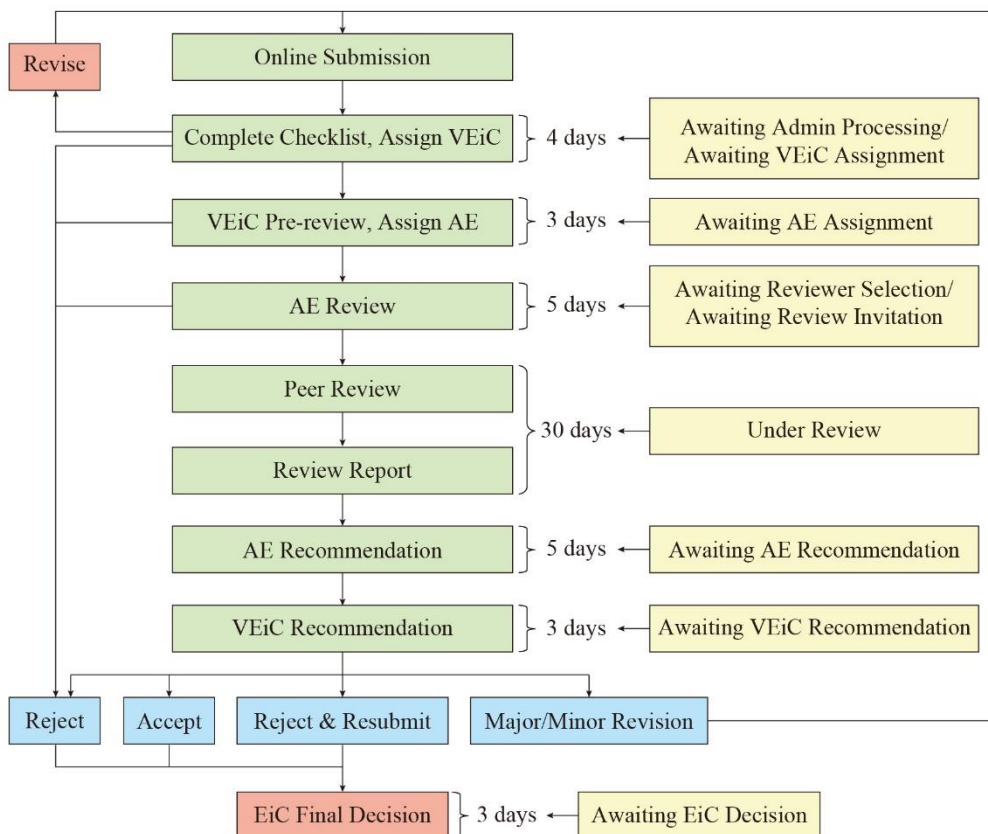 Online Submission
Revise
Complete Checklist, Assign VEiC
4 days
Awaiting Admin Processing/
Awaiting VEiC Assignment
VEiC Pre-review, Assign AE
3 days
Awaiting AE Assignment
AE Review
5 days
Awaiting Reviewer Selection/
Awaiting Review Invitation
Peer Review
30 days
Under Review
Review Report
AE Recommendation
5 days
Awaiting AE Recommendation
VEiC Recommendation
3 days
Awaiting VEiC Recommendation
Reject
Accept
Reject & Resubmit
Major/Minor Revision
EiC Final Decision
3 days
Awaiting EiC Decision